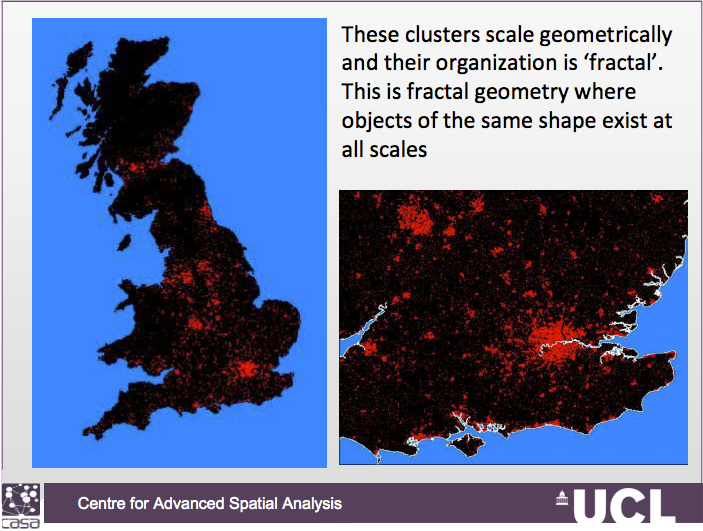 These clusters scale geometrically
and their organization is ‘fractal’.
This is fractal geometry where
objects of the same shape exist at
all scales
casa
Centre for Advanced Spatial Analysis
UCL